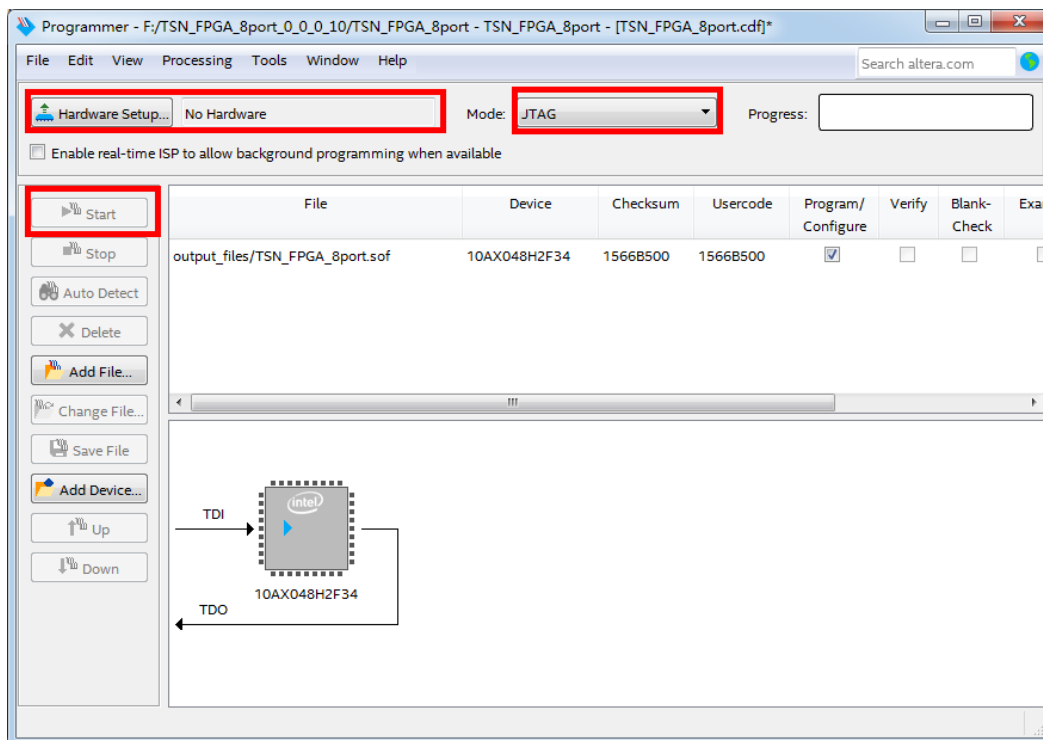 Programmer - F:/TSN_FPGA_8port_0_0_0_10/TSN_FPGA_8port - TSN_FPGA_8port - [TSN_FPGA_8port.cdf]*
File Edit View Processing Tools Window Help
Search altera.com
Hardware Setup... No Hardware Mode: JTAG Progress:
Enable real-time ISP to allow background programming when available
Start
Stop
Auto Detect
Delete
Add File...
Change File...
Save File
Add Device...
Up
Down
File Device Checksum Usercode Program/ Verify Blank- Exa
Configure Check
output_files/TSN_FPGA_8port.sof 10AX048H2F34 1566B500 1566B500
intel
TDI
10AX048H2F34
TDO